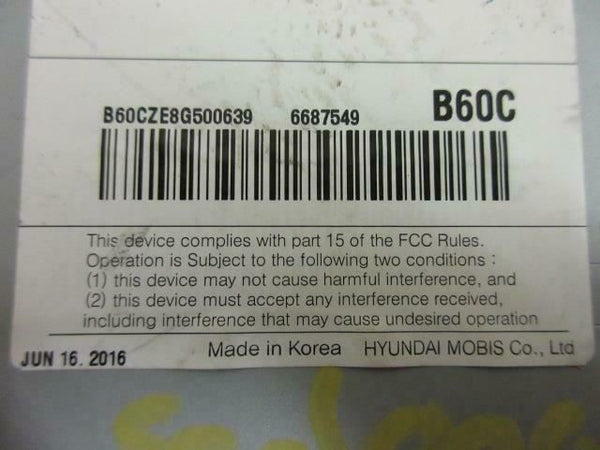 B60CZE8G500639 6687549 B60C
This device complies with part 15 of the FCC Rules.
Operation is Subject to the following two conditions :
(1) this device may not cause harmful interference, and
(2) this device must accept any interference received,
including interference that may cause undesired operation
JUN 16. 2016 Made in Korea HYUNDAI MOBIS Co., Ltd